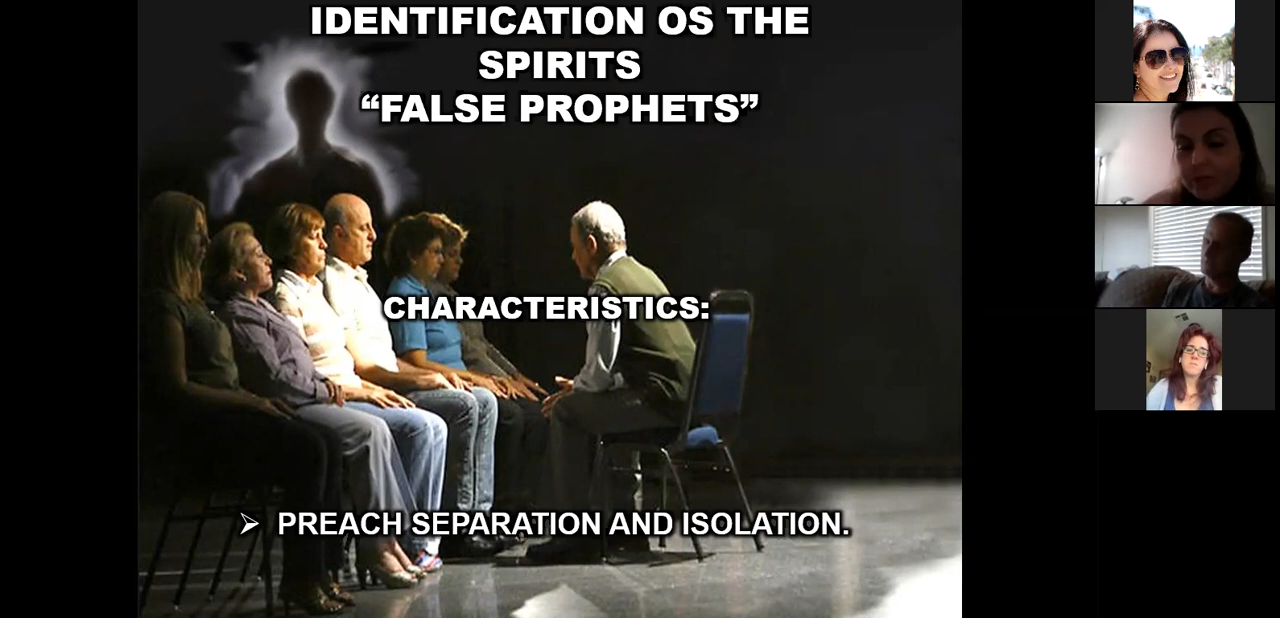 IDENTIFICATION OS THE
SPIRITS
“FALSE PROPHETS”
CHARACTERISTICS:
➢ PREACH SEPARATION AND ISOLATION.